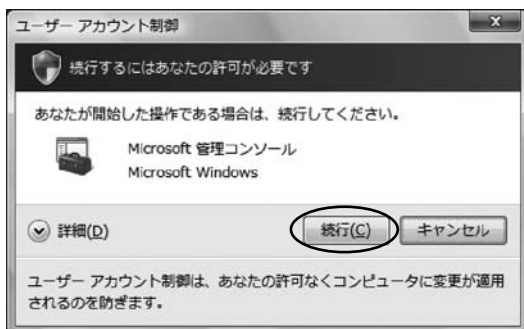 ユーザー アカウント制御
続行するにはあなたの許可が必要です
あなたが開始した操作である場合は、続行してください。
Microsoft 管理コンソール
Microsoft Windows
詳細(D)
続行(C)
キャンセル
ユーザー アカウント制御は、あなたの許可なくコンピュータに変更が適用
されるのを防ぎます。